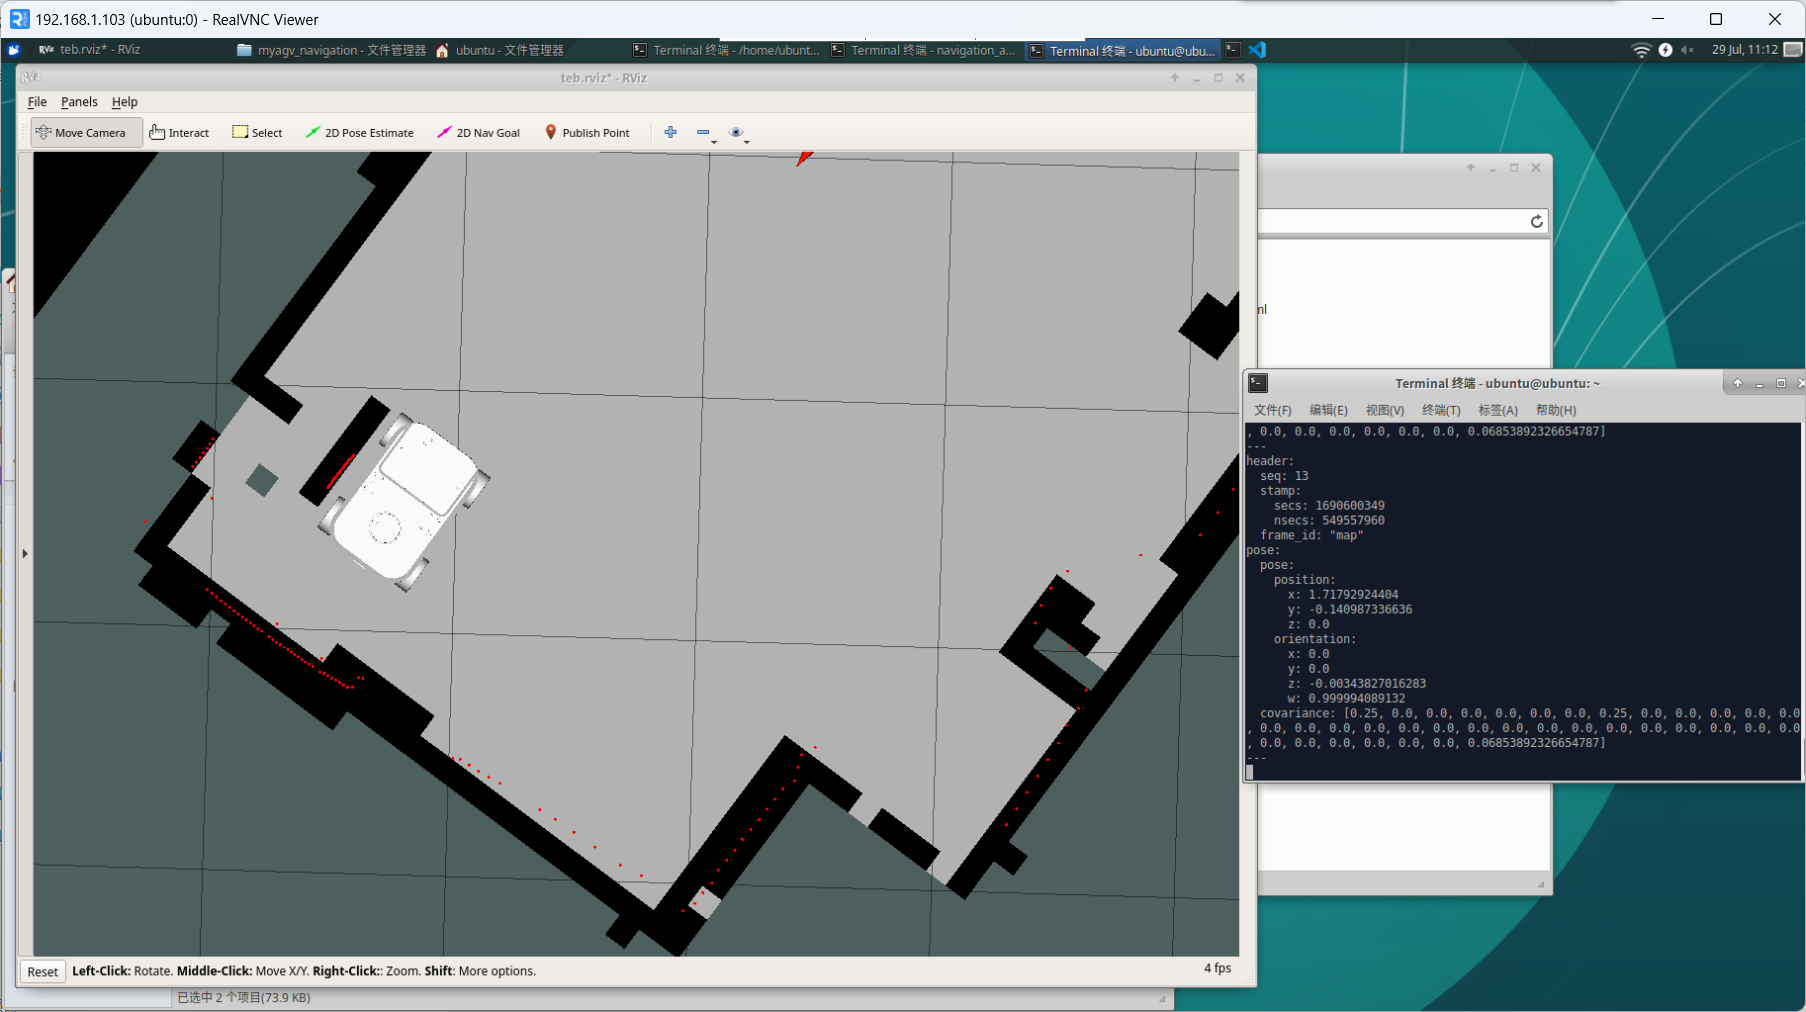 192.168.1.103 (ubuntu:0) - RealVNC Viewer
teb.rviz* - RViz
myagv_navigation - 文件管理器
ubuntu - 文件管理器
Terminal 终端 - /home/ubunt...
Terminal 终端 - navigation_a...
Terminal 终端 - ubuntu@ubu...
29 Jul, 11:12
teb.rviz* - RViz
File Panels Help
Move Camera Interact Select 2D Pose Estimate 2D Nav Goal Publish Point
ml
Terminal 终端 - ubuntu@ubuntu: ~
文件(F) 编辑(E) 视图(V) 终端(T) 标签(A) 帮助(H)
, 0.0, 0.0, 0.0, 0.0, 0.0, 0.0, 0.06853892326654787]
---
header:
seq: 13
stamp:
secs: 1690600349
nsecs: 549557960
frame_id: "map"
pose:
pose:
position:
x: 1.71792924404
y: -0.140987336636
z: 0.0
orientation:
x: 0.0
y: 0.0
z: -0.00343827016283
w: 0.999994089132
covariance: [0.25, 0.0, 0.0, 0.0, 0.0, 0.0, 0.0, 0.25, 0.0, 0.0, 0.0, 0.0, 0.0
, 0.0, 0.0, 0.0, 0.0, 0.0, 0.0, 0.0, 0.0, 0.0, 0.0, 0.0, 0.0, 0.0, 0.0, 0.0, 0.0
, 0.0, 0.0, 0.0, 0.0, 0.0, 0.0, 0.06853892326654787]
---
Reset Left-Click: Rotate. Middle-Click: Move X/Y. Right-Click:: Zoom. Shift: More options.
4 fps
已选中 2 个项目(73.9 KB)